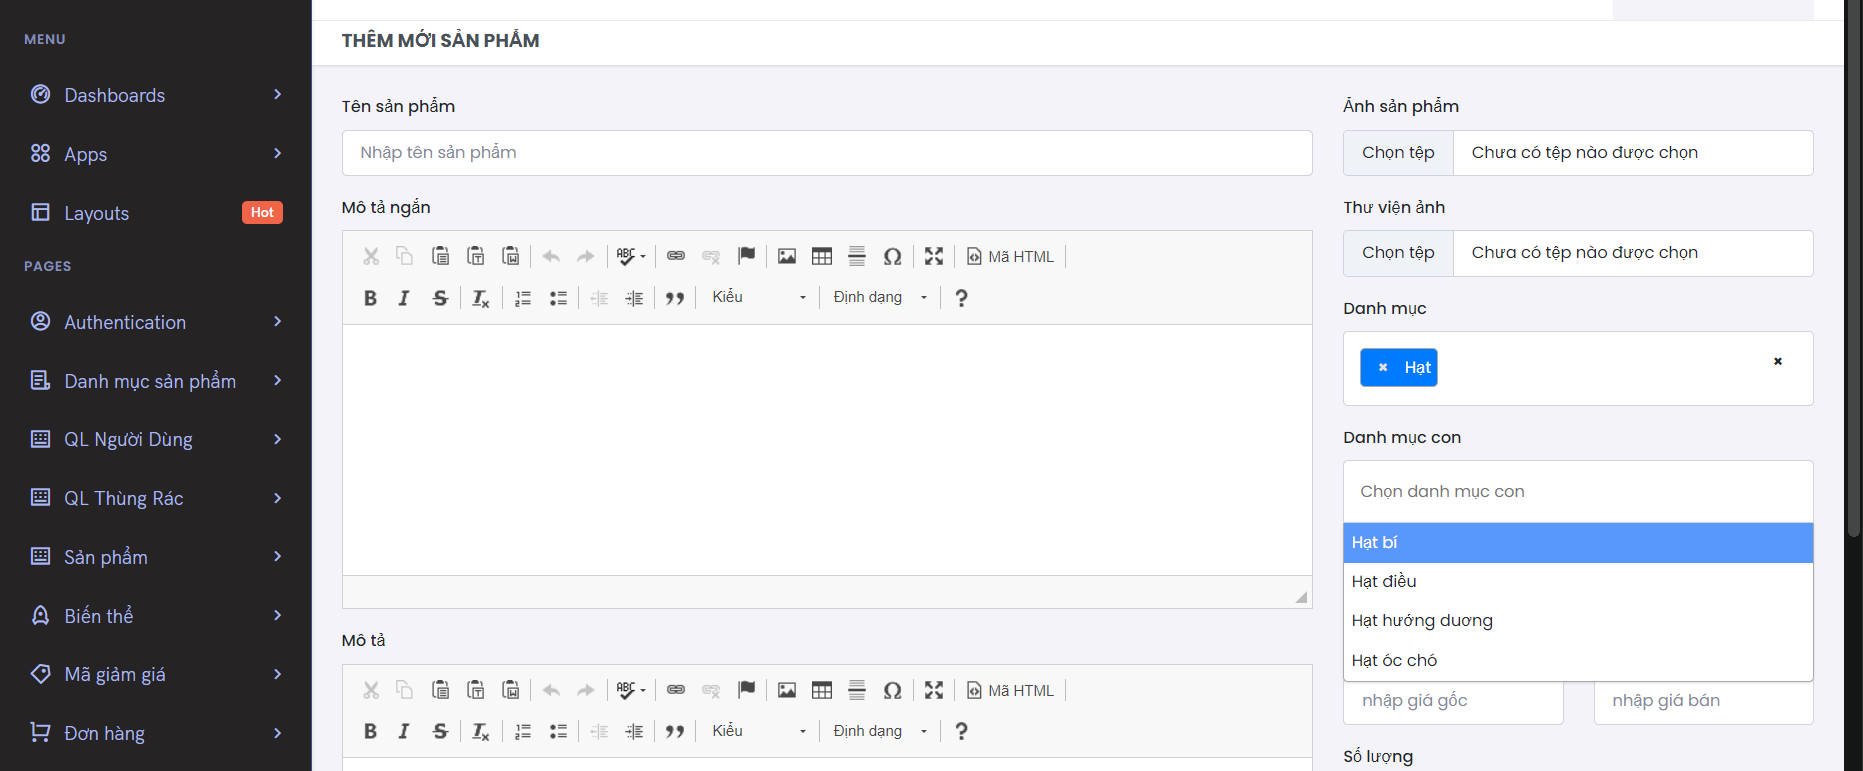 MENU
Dashboards
Apps
Layouts
Hot
PAGES
Authentication
Danh mục sản phẩm
QL Người Dùng
QL Thùng Rác
Sản phẩm
Biến thể
Mã giảm giá
Đơn hàng
THÊM MỚI SẢN PHẨM
Tên sản phẩm
Nhập tên sản phẩm
Mô tả ngắn
ABC
Mã HTML
B I S Tx
Kiểu
Định dạng
?
Mô tả
ABC
Mã HTML
B I S Tx
Kiểu
Định dạng
?
Ảnh sản phẩm
Chọn tệp Chưa có tệp nào được chọn
Thư viện ảnh
Chọn tệp Chưa có tệp nào được chọn
Danh mục
× Hạt ×
Danh mục con
Chọn danh mục con
Hạt bí
Hạt điều
Hạt hướng dương
Hạt óc chó
nhập giá gốc
nhập giá bán
Số lượng